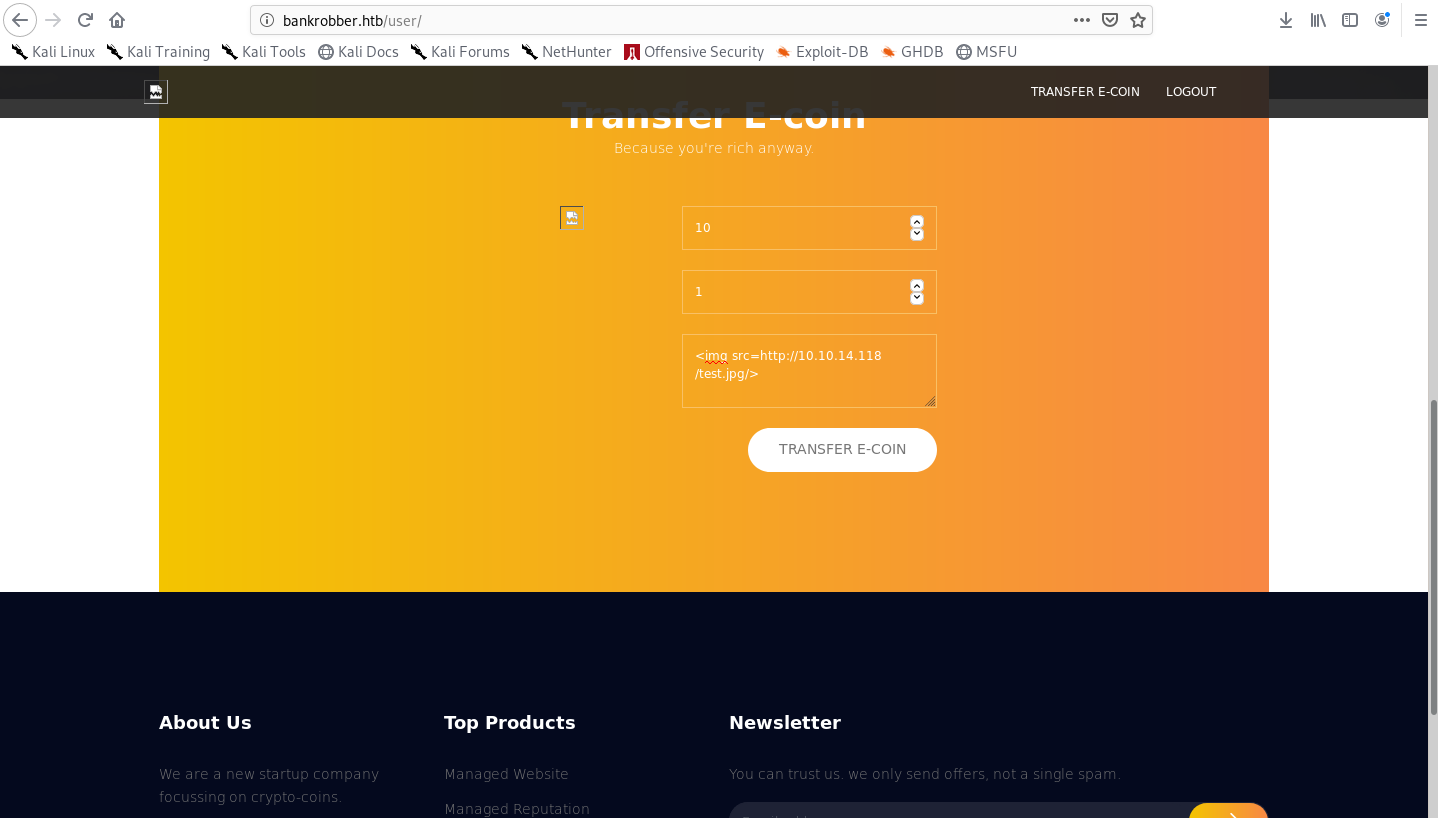 bankrobber.htb/user/
Kali Linux Kali Training Kali Tools Kali Docs Kali Forums NetHunter Offensive Security Exploit-DB GHDB MSFU
TRANSFER E-COIN LOGOUT
Transfer E-coin
Because you're rich anyway.
10
1
<img src=http://10.10.14.118
/test.jpg/>
TRANSFER E-COIN
About Us
We are a new startup company
focussing on crypto-coins.
Top Products
Managed Website
Managed Reputation
Newsletter
You can trust us. we only send offers, not a single spam.